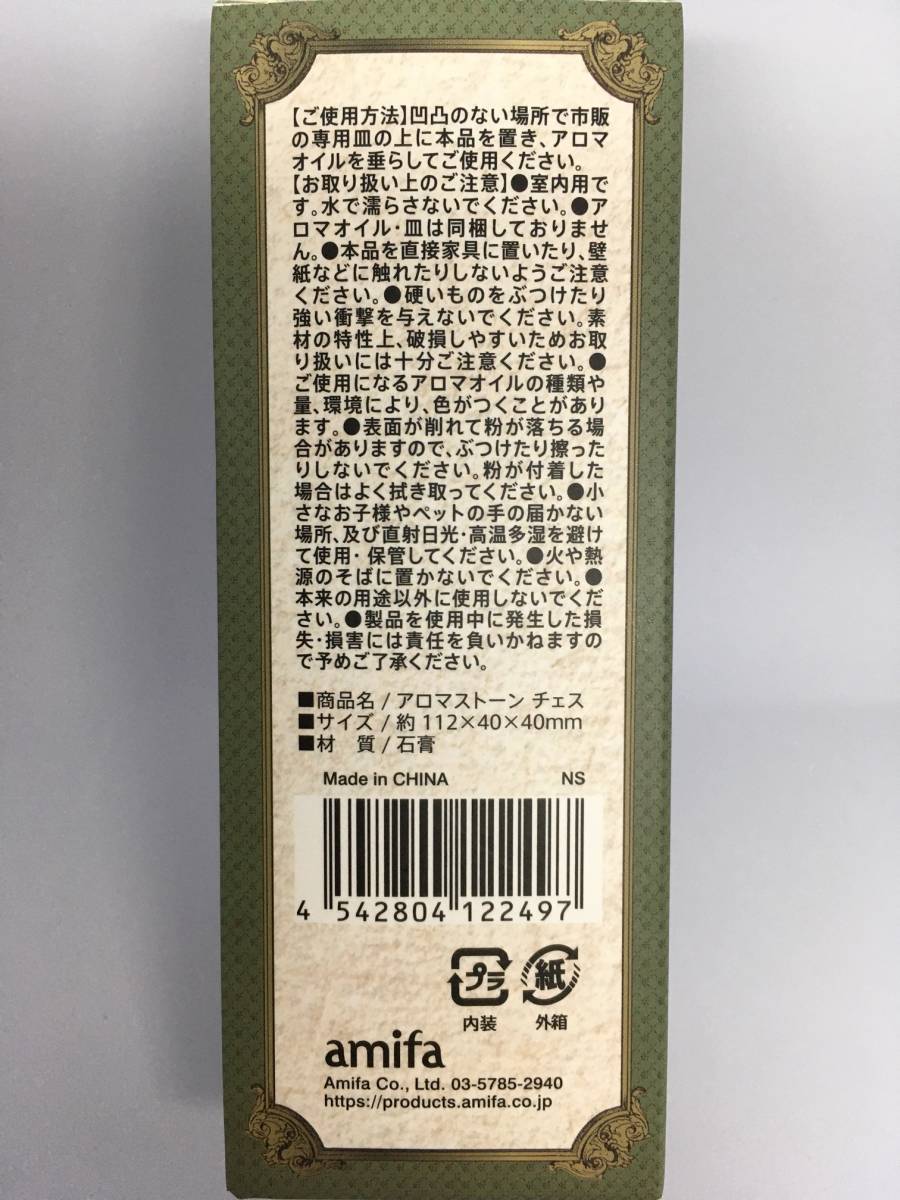 【ご使用方法】凹凸のない場所で市販
の専用皿の上に本品を置き、アロマ
オイルを垂らしてご使用ください。
【お取り扱い上のご注意】●室内用で
す。水で濡らさないでください。●ア
ロマオイル・皿は同梱しておりませ
ん。●本品を直接家具に置いたり、壁
紙などに触れたりしないようご注意
ください。●硬いものをぶつけたり
強い衝撃を与えないでください。素
材の特性上、破損しやすいためお取
り扱いには十分ご注意ください。●
ご使用になるアロマオイルの種類や
量、環境により、色がつくことがあり
ます。●表面が削れて粉が落ちる場
合がありますので、ぶつけたり擦った
りしないでください。粉が付着した
場合はよく拭き取ってください。●小
さなお子様やペットの手の届かない
場所、及び直射日光・高温多湿を避け
て使用・保管してください。●火や熱
源のそばに置かないでください。●
本来の用途以外に使用しないでくだ
さい。●製品を使用中に発生した損
失・損害には責任を負いかねますの
で予めご了承ください。
■商品名 / アロマストーン チェス
■サイズ / 約 112×40×40mm
■材　質 / 石膏
Made in CHINA NS
4 542804 122497
プラ 紙
内装 外箱
amifa
Amifa Co., Ltd. 03-5785-2940
https://products.amifa.co.jp